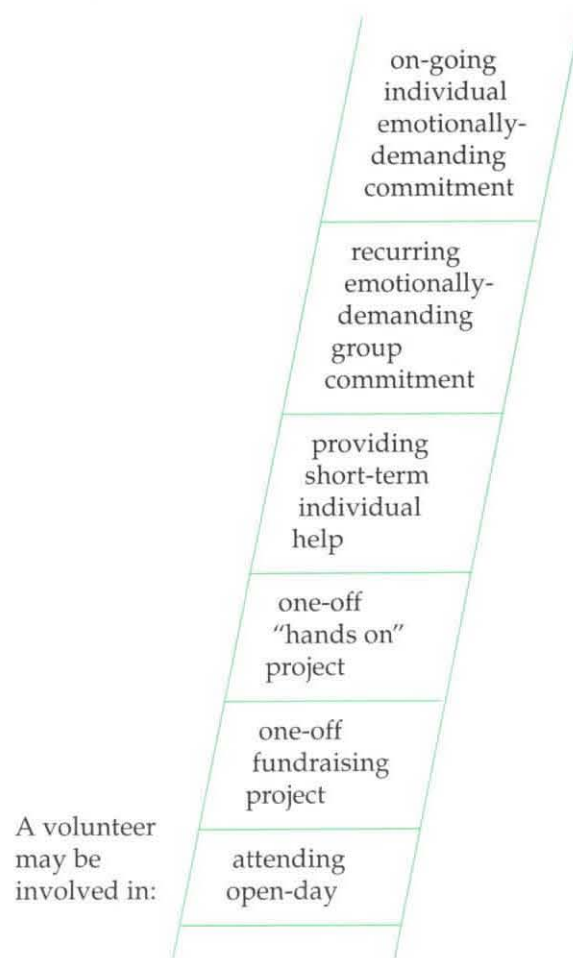 on-going
individual
emotionally-
demanding
commitment
recurring
emotionally-
demanding
group
commitment
providing
short-term
individual
help
one-off
"hands on"
project
one-off
fundraising
project
A volunteer
may be
involved in:
attending
open-day